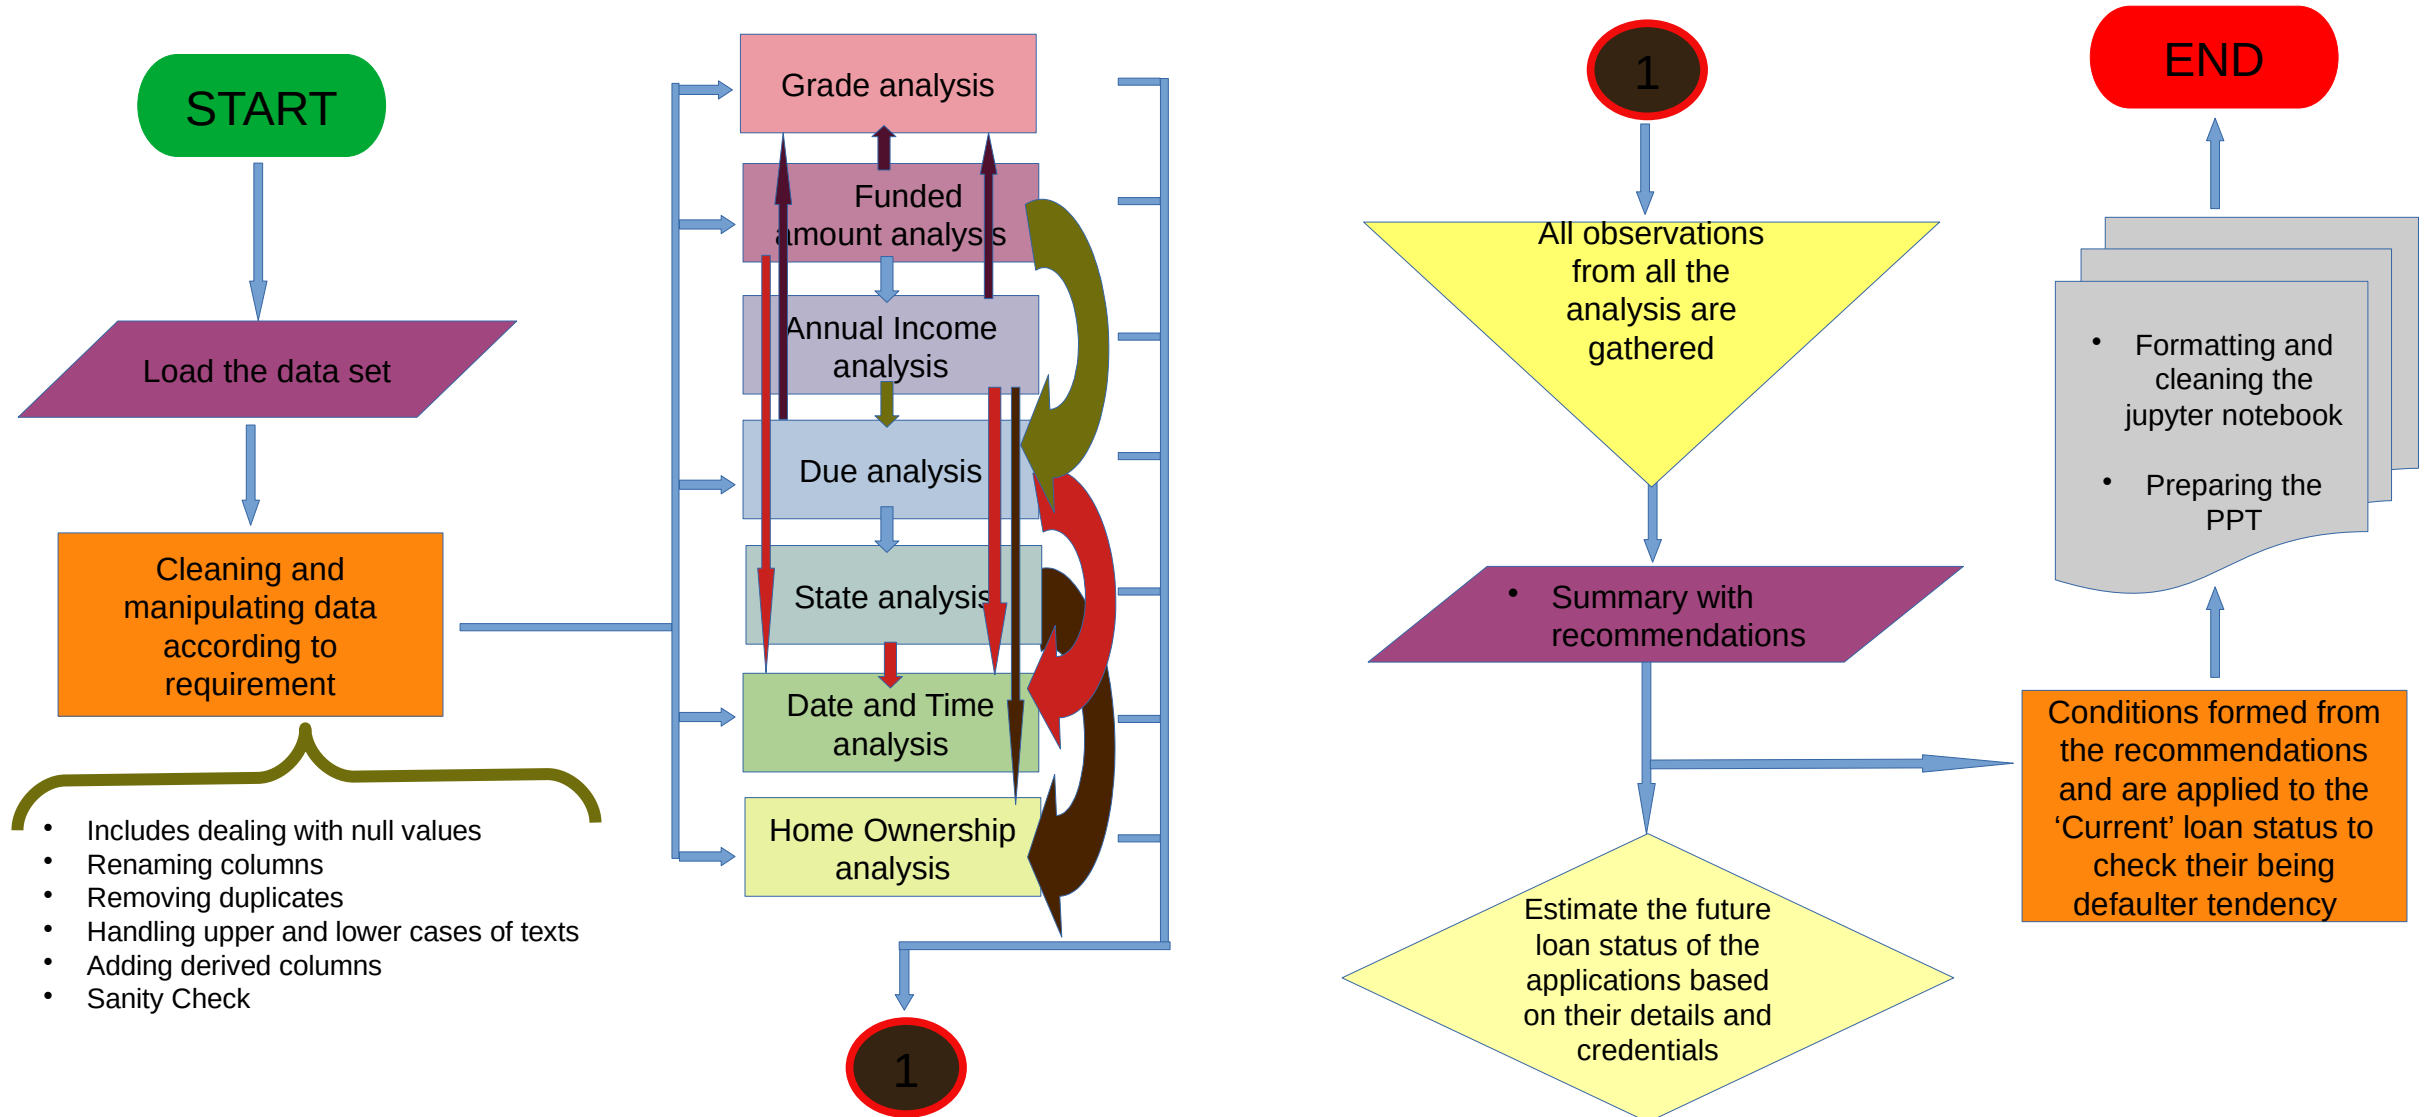 START
Load the data set
Cleaning and
manipulating data
according to
requirement
• Includes dealing with null values
• Renaming columns
• Removing duplicates
• Handling upper and lower cases of texts
• Adding derived columns
• Sanity Check
Grade analysis
Funded
amount analysis
Annual Income
analysis
Due analysis
State analysis
Date and Time
analysis
Home Ownership
analysis
1
1
All observations
from all the
analysis are
gathered
• Summary with
recommendations
Estimate the future
loan status of the
applications based
on their details and
credentials
Conditions formed from
the recommendations
and are applied to the
‘Current’ loan status to
check their being
defaulter tendency
• Formatting and
cleaning the
jupyter notebook
• Preparing the
PPT
END